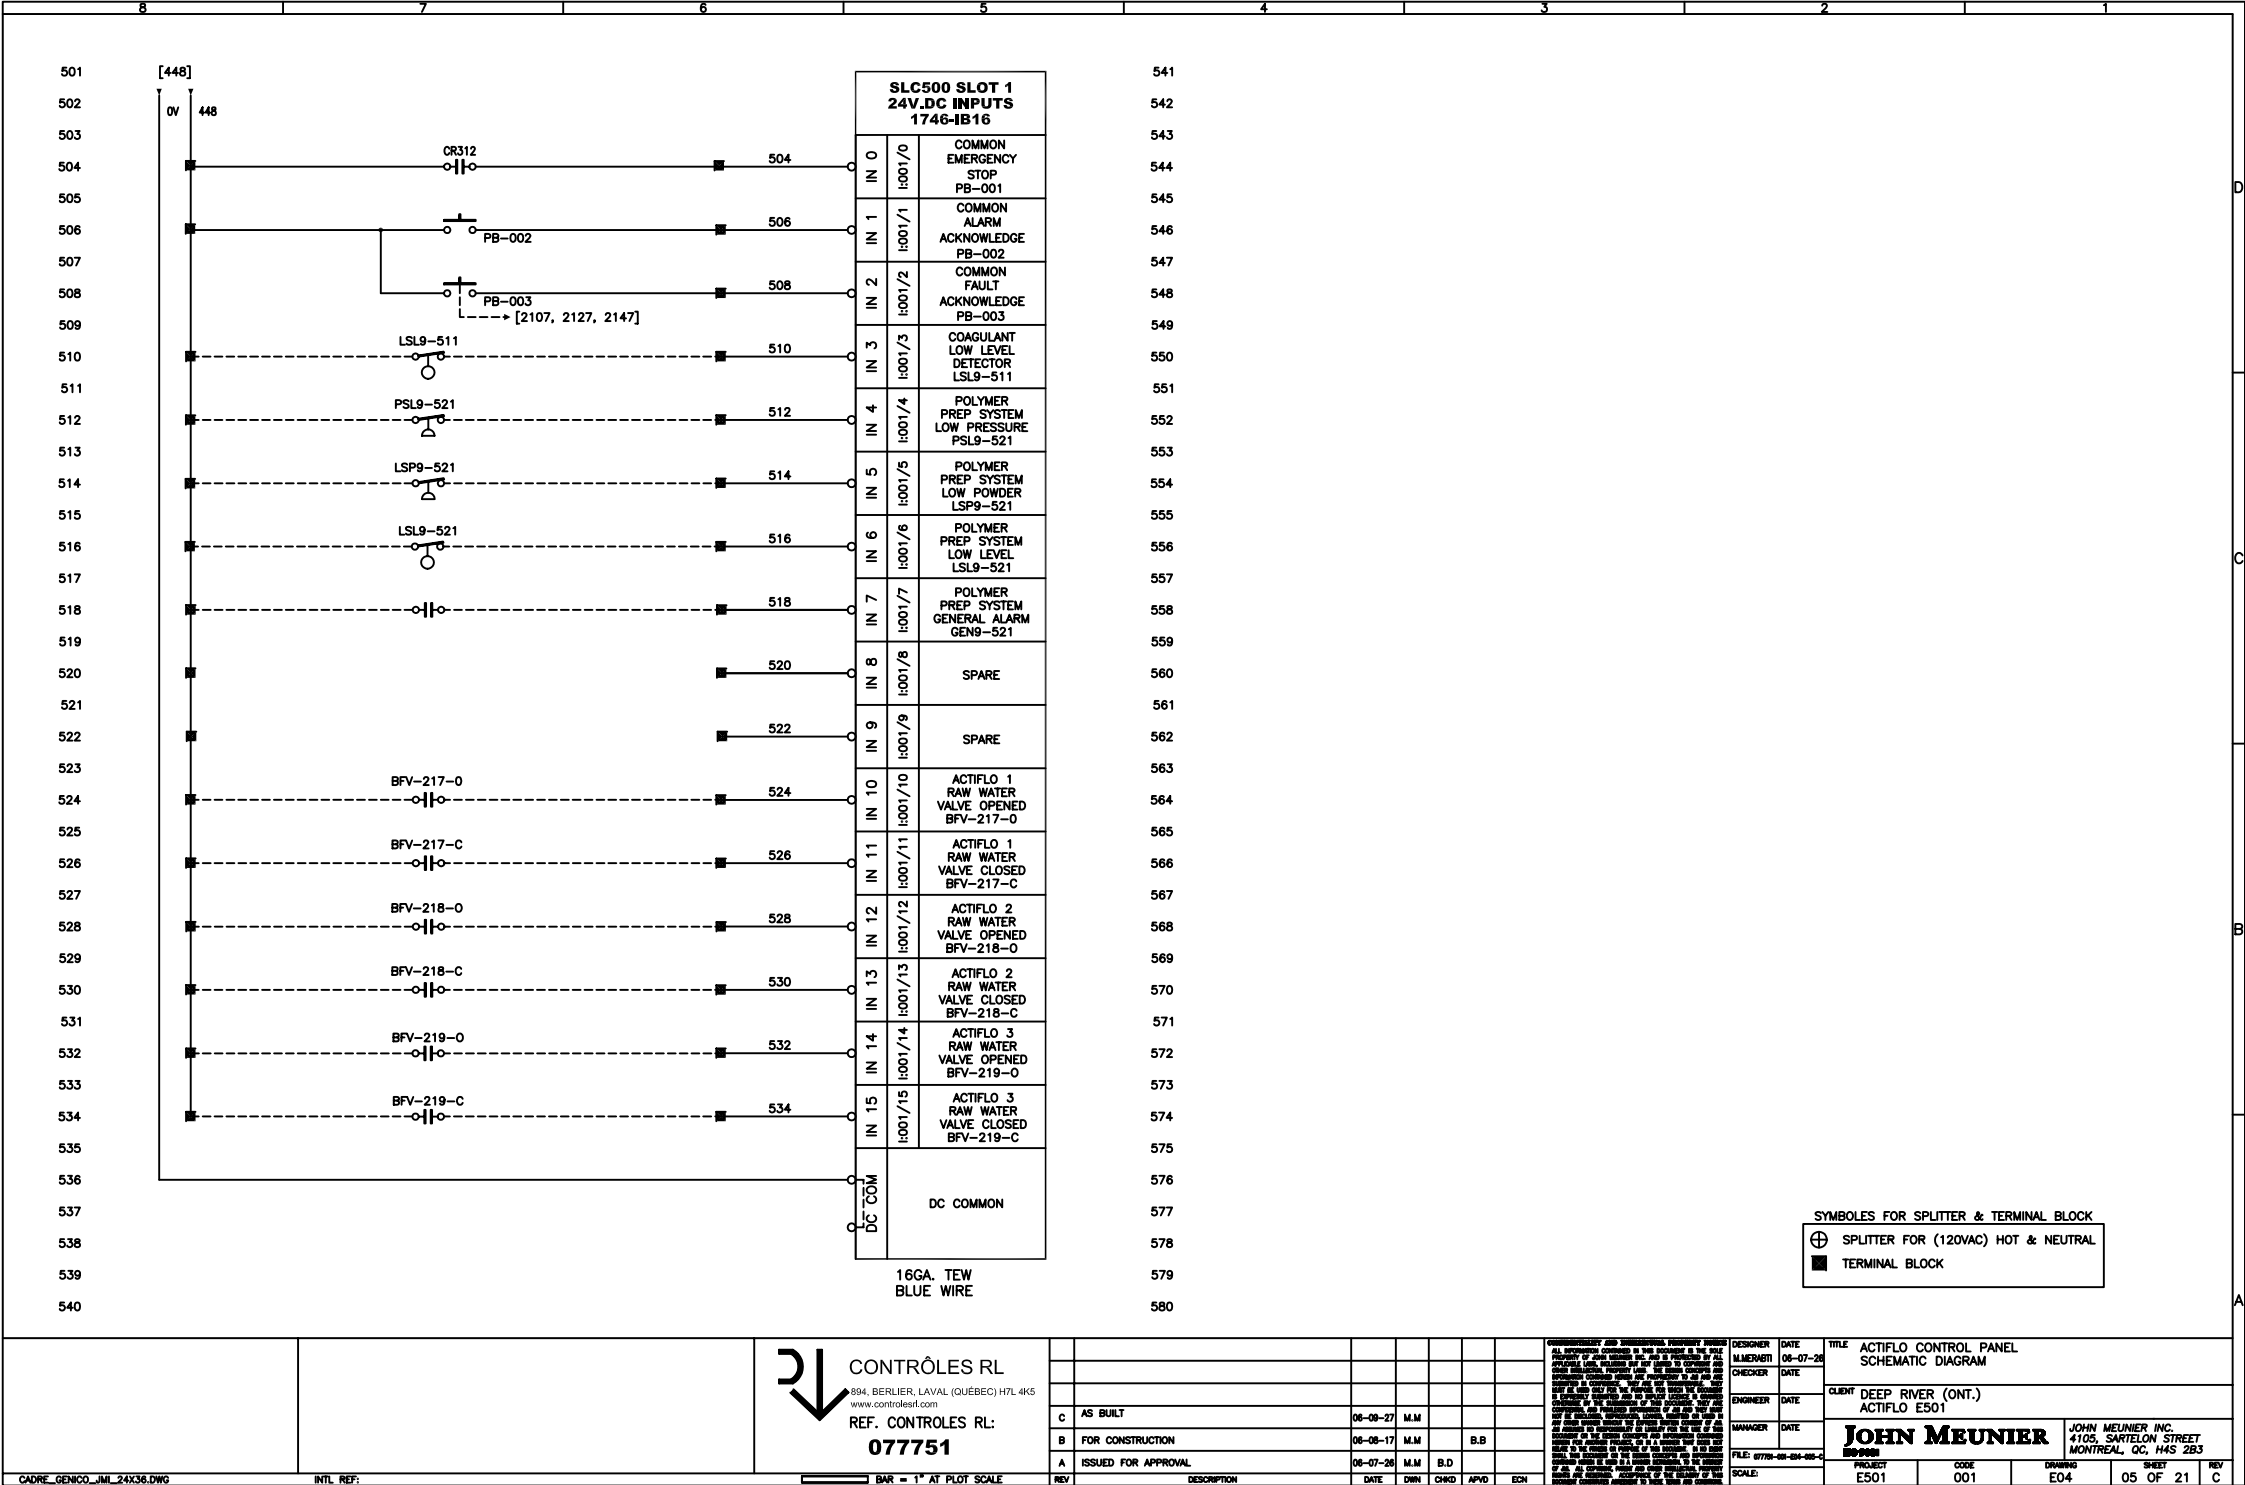 8 7 6 5 4 3 2 1
D
C
B
A
501
502
503
504
505
506
507
508
509
510
511
512
513
514
515
516
517
518
519
520
521
522
523
524
525
526
527
528
529
530
531
532
533
534
535
536
537
538
539
540
[448]
0V 448
CR312
504
PB-002
506
PB-003
508
[2107, 2127, 2147]
LSL9-511
510
PSL9-521
512
LSP9-521
514
LSL9-521
516
518
520
522
BFV-217-O
524
BFV-217-C
526
BFV-218-O
528
BFV-218-C
530
BFV-219-O
532
BFV-219-C
534
SLC500 SLOT 1
24V.DC INPUTS
1746-IB16
IN 0
I:001/0
COMMON
EMERGENCY
STOP
PB-001
IN 1
I:001/1
COMMON
ALARM
ACKNOWLEDGE
PB-002
IN 2
I:001/2
COMMON
FAULT
ACKNOWLEDGE
PB-003
IN 3
I:001/3
COAGULANT
LOW LEVEL
DETECTOR
LSL9-511
IN 4
I:001/4
POLYMER
PREP SYSTEM
LOW PRESSURE
PSL9-521
IN 5
I:001/5
POLYMER
PREP SYSTEM
LOW POWDER
LSP9-521
IN 6
I:001/6
POLYMER
PREP SYSTEM
LOW LEVEL
LSL9-521
IN 7
I:001/7
POLYMER
PREP SYSTEM
GENERAL ALARM
GEN9-521
IN 8
I:001/8
SPARE
IN 9
I:001/9
SPARE
IN 10
I:001/10
ACTIFLO 1
RAW WATER
VALVE OPENED
BFV-217-O
IN 11
I:001/11
ACTIFLO 1
RAW WATER
VALVE CLOSED
BFV-217-C
IN 12
I:001/12
ACTIFLO 2
RAW WATER
VALVE OPENED
BFV-218-O
IN 13
I:001/13
ACTIFLO 2
RAW WATER
VALVE CLOSED
BFV-218-C
IN 14
I:001/14
ACTIFLO 3
RAW WATER
VALVE OPENED
BFV-219-O
IN 15
I:001/15
ACTIFLO 3
RAW WATER
VALVE CLOSED
BFV-219-C
DC COM
DC COMMON
16GA. TEW
BLUE WIRE
541
542
543
544
545
546
547
548
549
550
551
552
553
554
555
556
557
558
559
560
561
562
563
564
565
566
567
568
569
570
571
572
573
574
575
576
577
578
579
580
SYMBOLES FOR SPLITTER & TERMINAL BLOCK
SPLITTER FOR (120VAC) HOT & NEUTRAL
TERMINAL BLOCK
CADRE_GENICO_JMI_24X36.DWG
INTL REF:
CONTRÔLES RL
894, BERLIER, LAVAL (QUÉBEC) H7L 4K5
www.controlesrl.com
REF. CONTROLES RL:
077751
BAR = 1" AT PLOT SCALE
C AS BUILT 06-09-27 M.M
B FOR CONSTRUCTION 06-08-17 M.M B.B
A ISSUED FOR APPROVAL 06-07-26 M.M B.D
REV DESCRIPTION DATE DWN CHKD APVD ECN
DESIGNER DATE
M.MERABTI 06-07-26
CHECKER DATE
ENGINEER DATE
MANAGER DATE
FILE: 077751-001-E04-005-C
SCALE:
TITLE ACTIFLO CONTROL PANEL
SCHEMATIC DIAGRAM
CLIENT DEEP RIVER (ONT.)
ACTIFLO E501
JOHN MEUNIER
JOHN MEUNIER INC.
4105, SARTELON STREET
MONTREAL, QC, H4S 2B3
PROJECT CODE DRAWING SHEET REV
E501 001 E04 05 OF 21 C